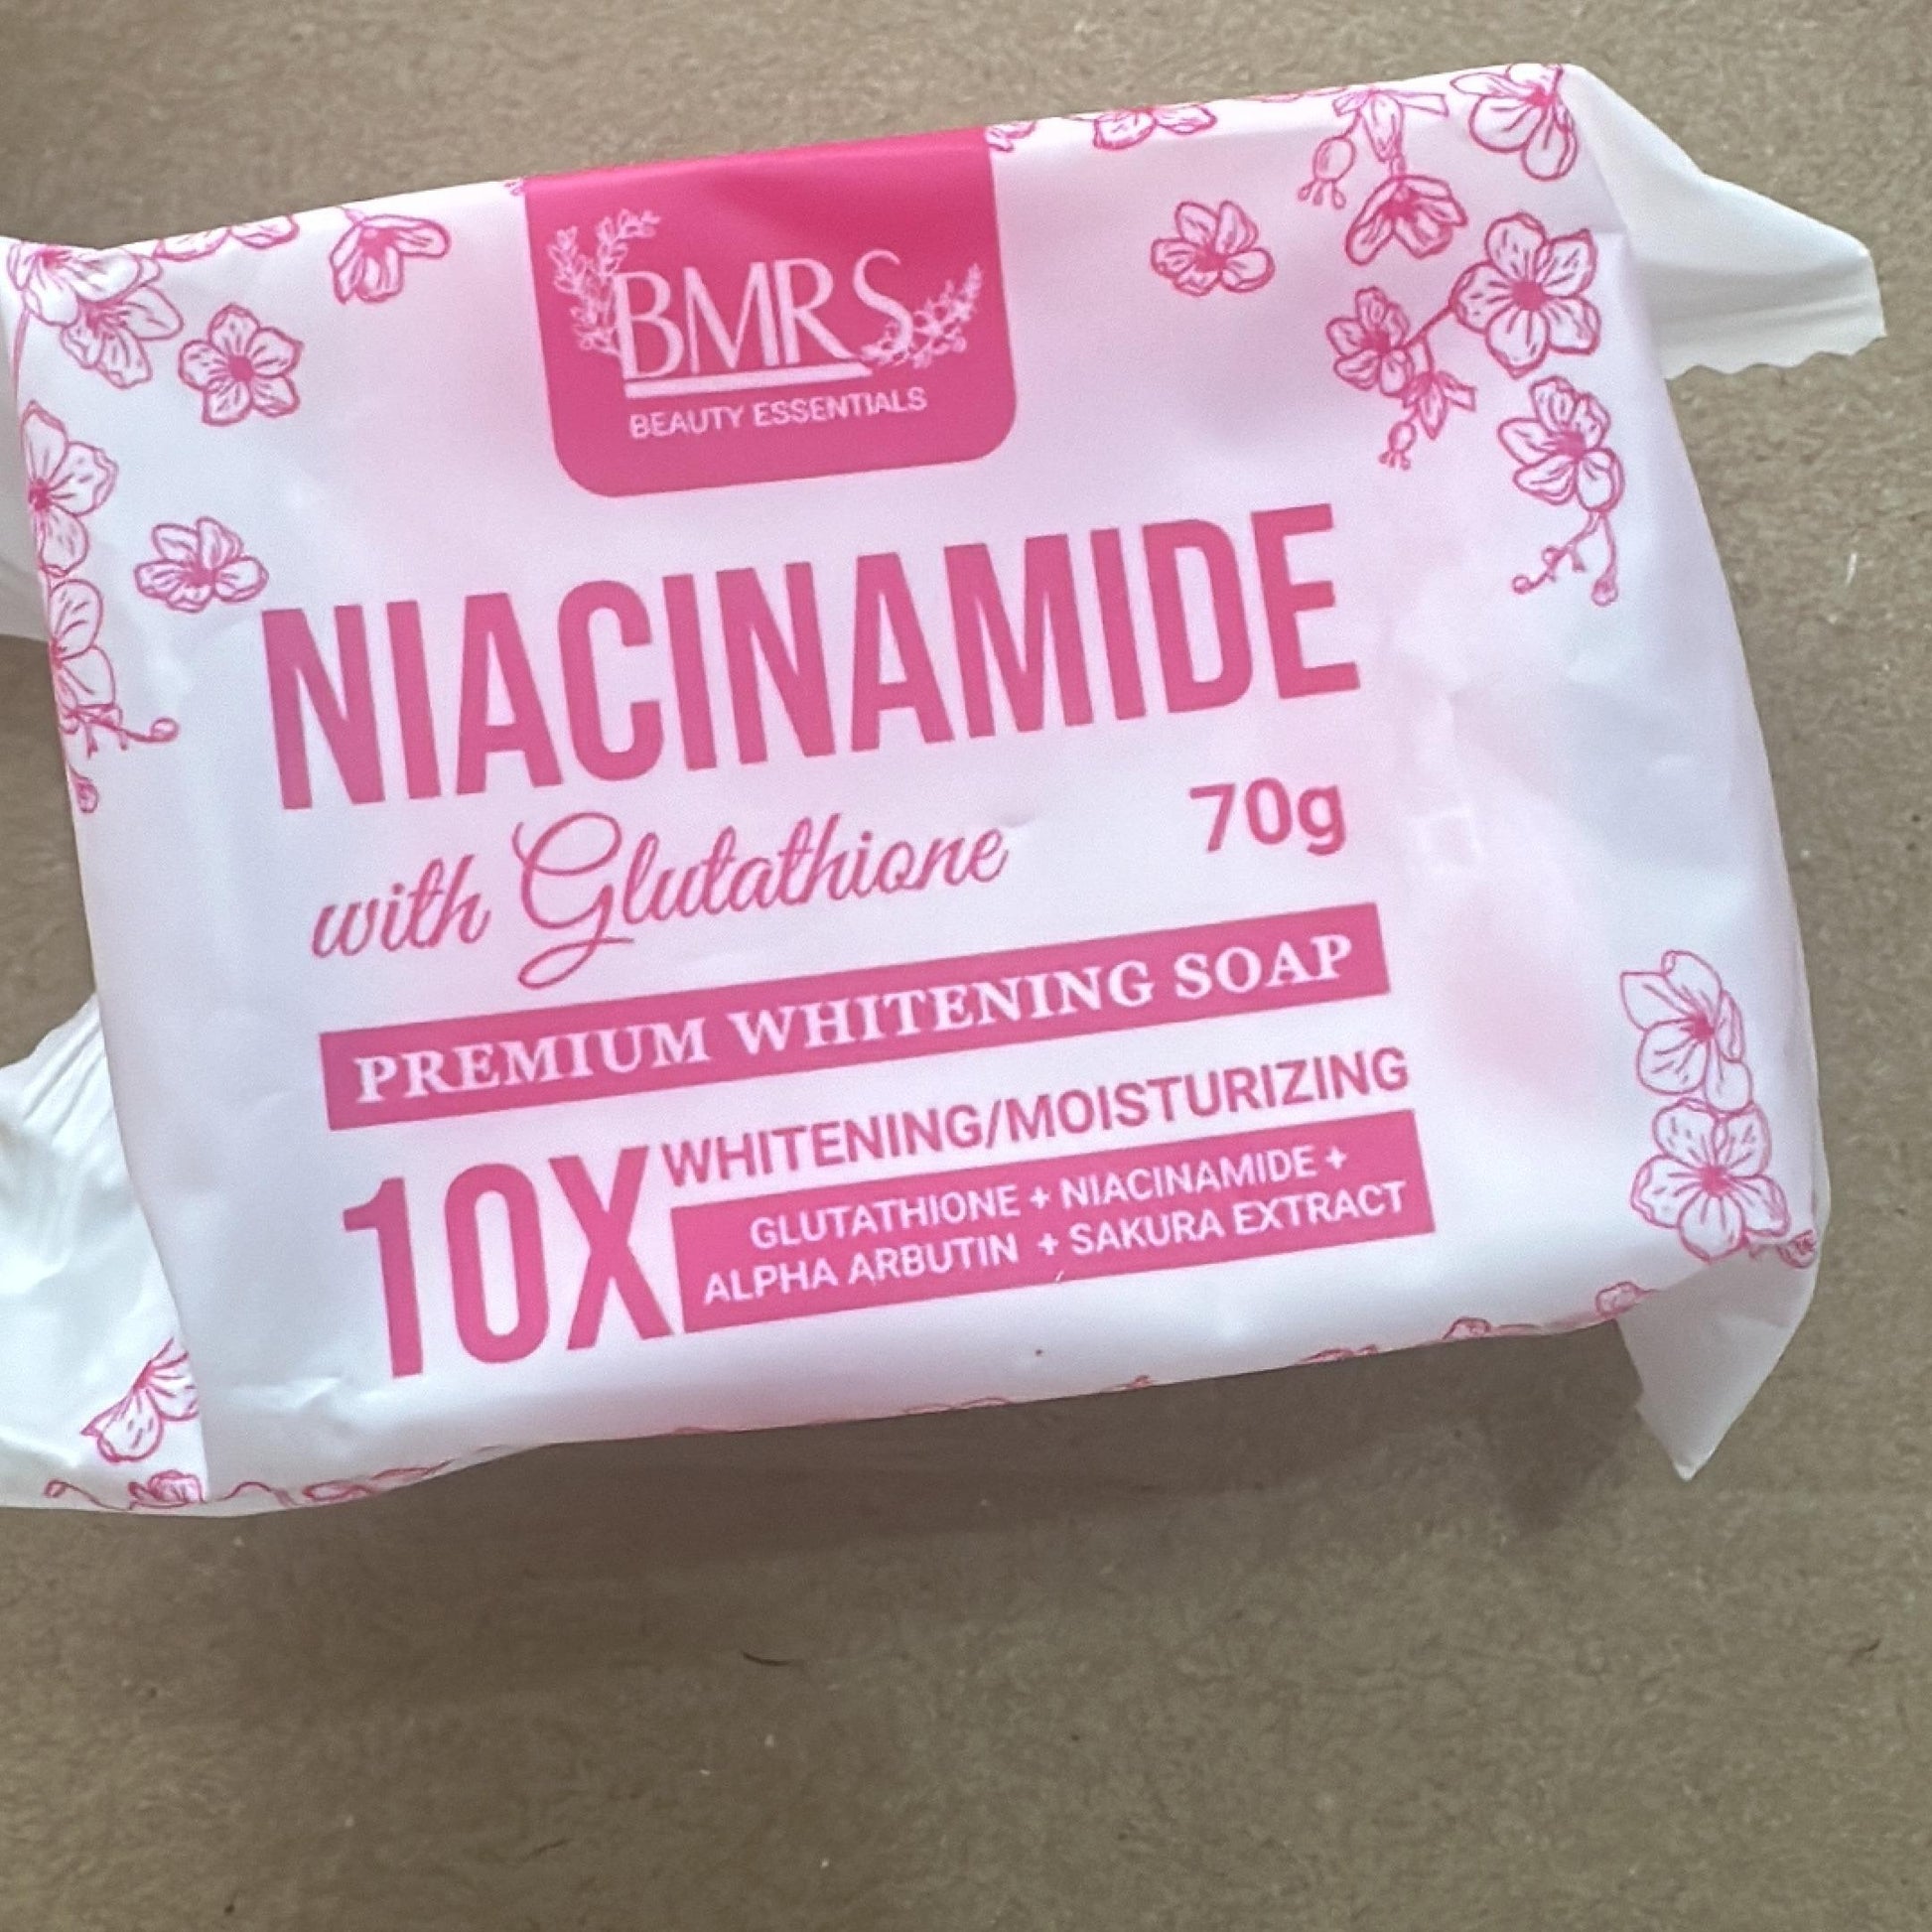 BMRS
BEAUTY ESSENTIALS
NIACINAMIDE
with Glutathione
70g
PREMIUM WHITENING SOAP
10X
WHITENING/MOISTURIZING
GLUTATHIONE + NIACINAMIDE +
ALPHA ARBUTIN + SAKURA EXTRACT